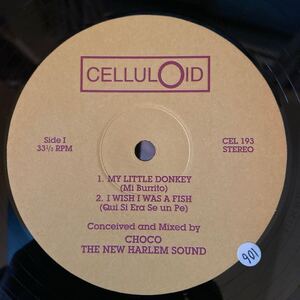 CELLULOID
Side I
33⅓ RPM
CEL 193
STEREO
1. MY LITTLE DONKEY
(Mi Burrito)
2. I WISH I WAS A FISH
(Qui Si Era Se un Pe)
Conceived and Mixed by
CHOCO
THE NEW HARLEM SOUND
901